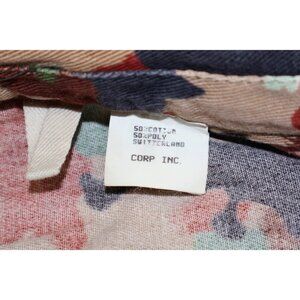 50%COTTON
50%POLY
SWITZERLAND
CORP INC.